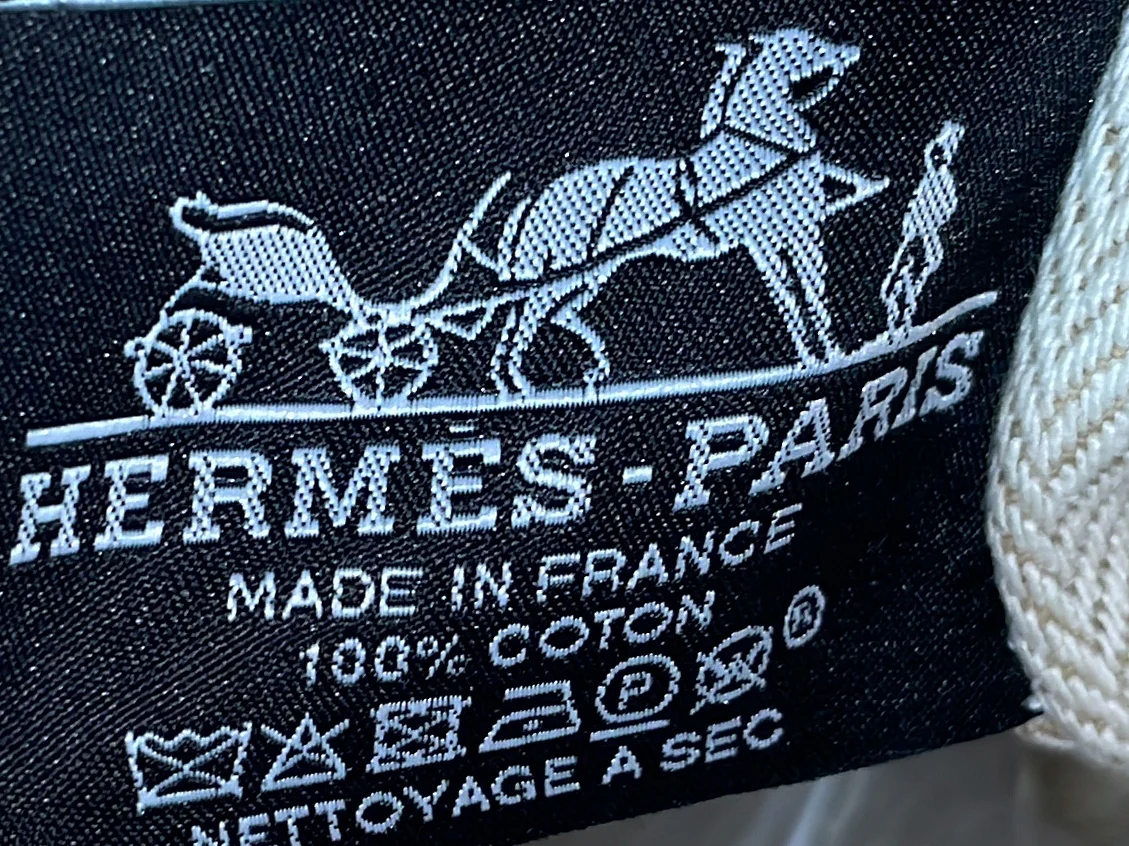 HERMÈS-PARIS
MADE IN FRANCE
100% COTON
®
P W
NETTOYAGE A SEC